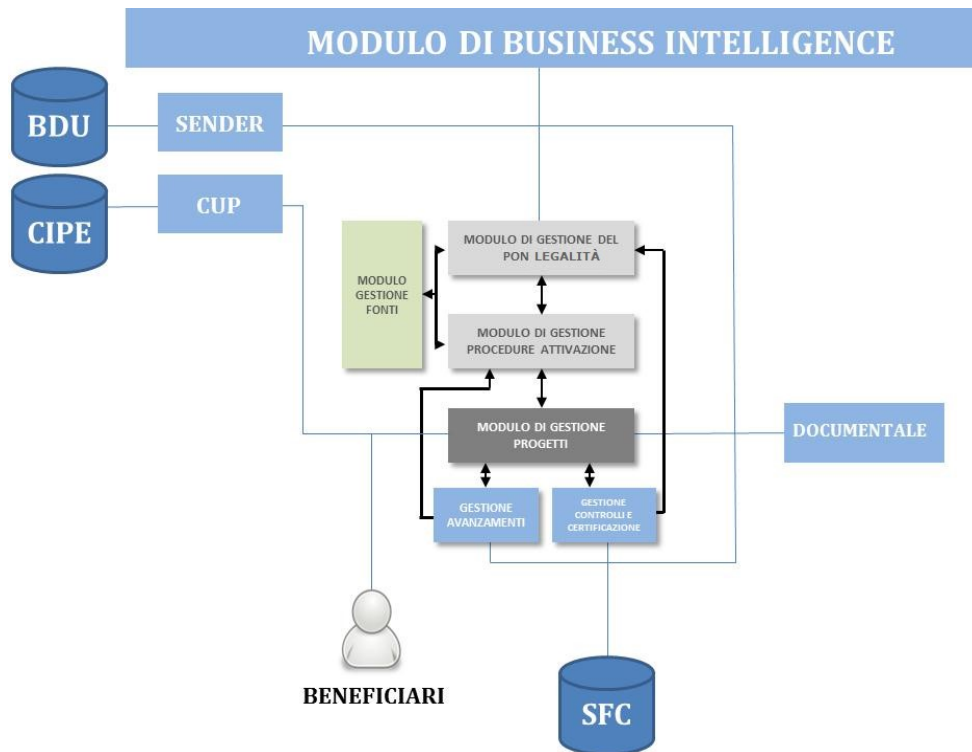 MODULO DI BUSINESS INTELLIGENCE
BDU
SENDER
CIPE
CUP
MODULO DI GESTIONE DEL
PON LEGALITÀ
MODULO
GESTIONE
FONTI
MODULO DI GESTIONE
PROCEDURE ATTIVAZIONE
MODULO DI GESTIONE
PROGETTI
DOCUMENTALE
GESTIONE
AVANZAMENTI
GESTIONE
CONTROLLI E
CERTIFICAZIONE
BENEFICIARI
SFC